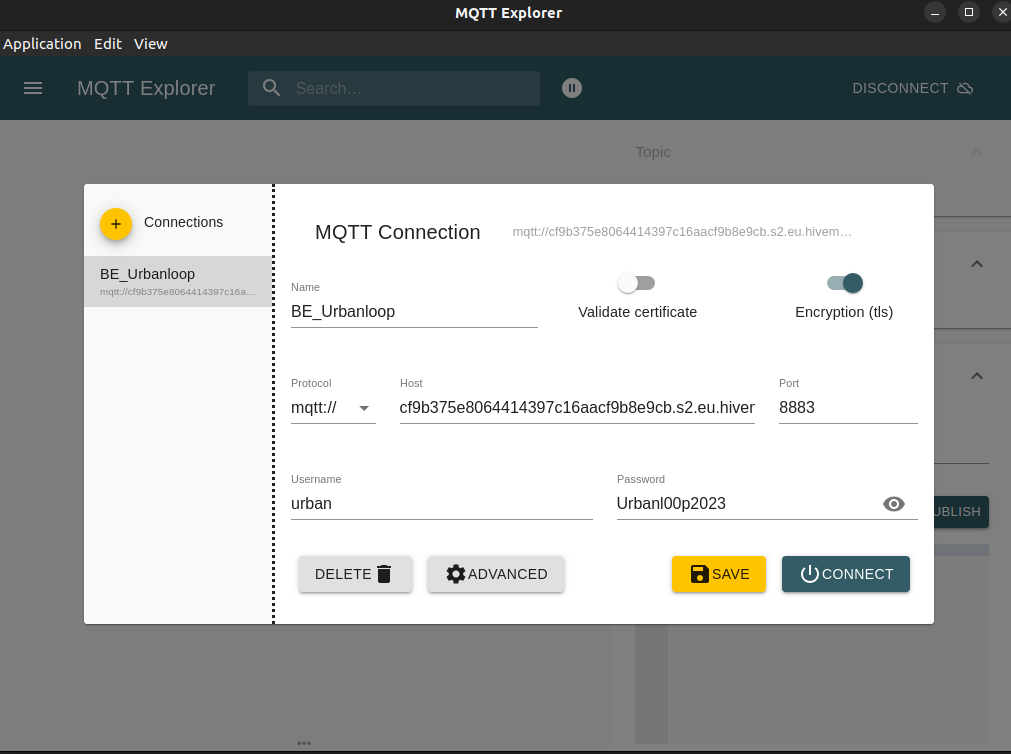 MQTT Explorer
Application Edit View
MQTT Explorer Search... DISCONNECT
Topic
Connections
BE_Urbanloop
mqtt://cf9b375e8064414397c16a...
MQTT Connection mqtt://cf9b375e8064414397c16aacf9b8e9cb.s2.eu.hivem...
Name
BE_Urbanloop
Validate certificate Encryption (tls)
Protocol Host Port
mqtt:// cf9b375e8064414397c16aacf9b8e9cb.s2.eu.hiver 8883
Username Password
urban Urbanl00p2023
UBLISH
DELETE ADVANCED SAVE CONNECT